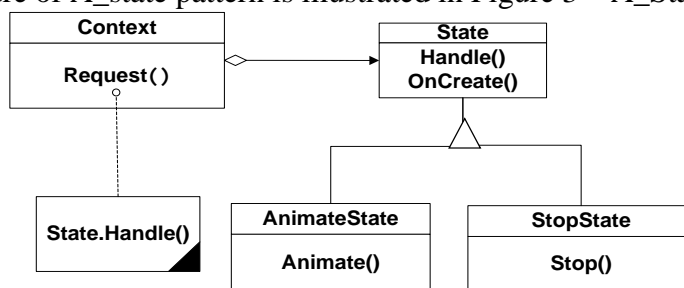 re of A_state pattern is illustrated in Figure 3
Context
State
Request()
Handle()
OnCreate()
State.Handle()
AnimateState
StopState
Animate()
Stop()